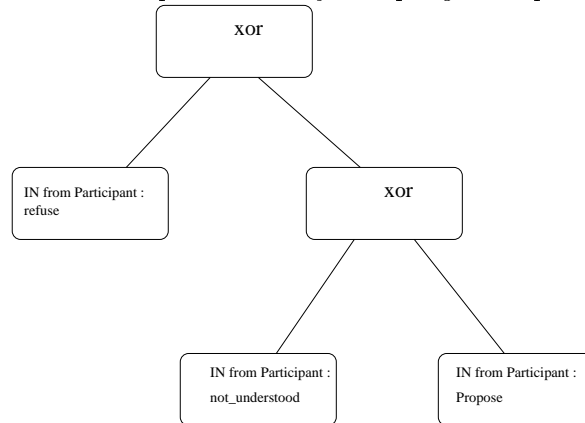 xor
IN from Participant :
refuse
xor
IN from Participant :
not_understood
IN from Participant :
Propose